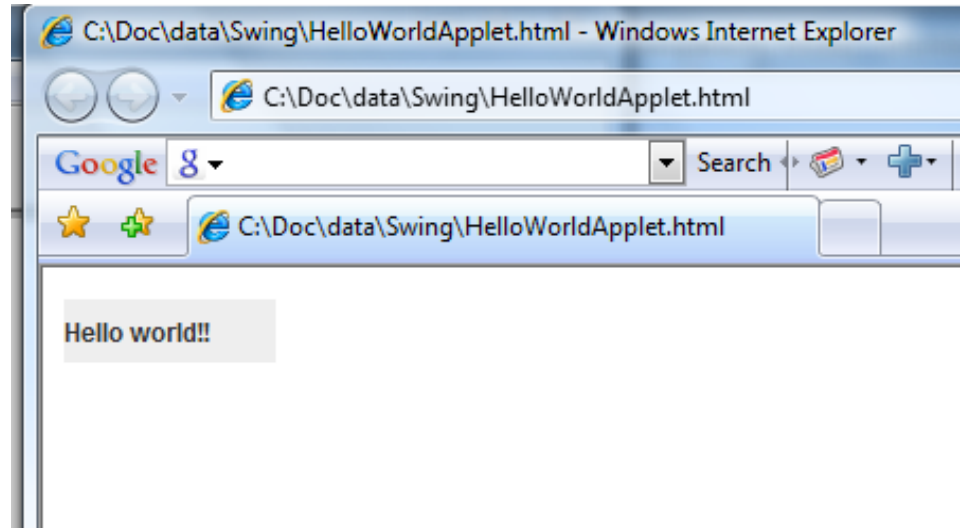 C:\Doc\data\Swing\HelloWorldApplet.html - Windows Internet Explorer
C:\Doc\data\Swing\HelloWorldApplet.html
Google g Search
C:\Doc\data\Swing\HelloWorldApplet.html
Hello world!!